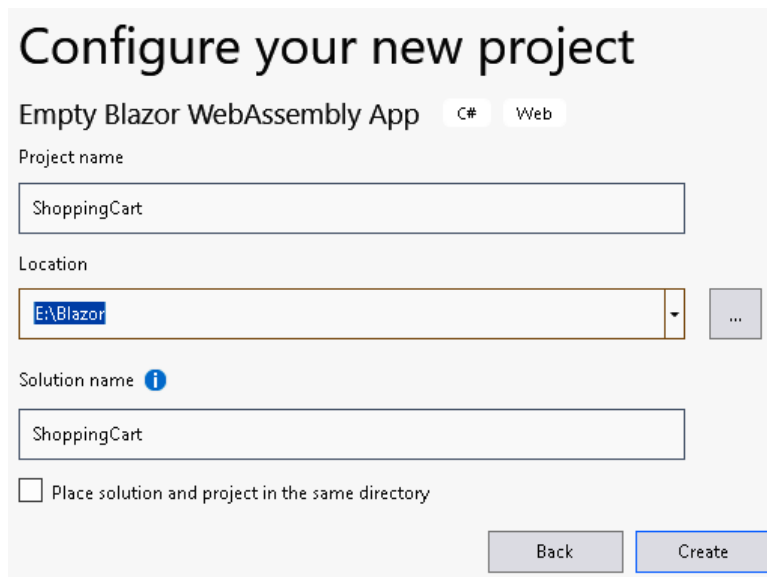 Configure your new project
Empty Blazor WebAssembly App C# Web
Project name
ShoppingCart
Location
E:\Blazor
...
Solution name i
ShoppingCart
Place solution and project in the same directory
Back Create